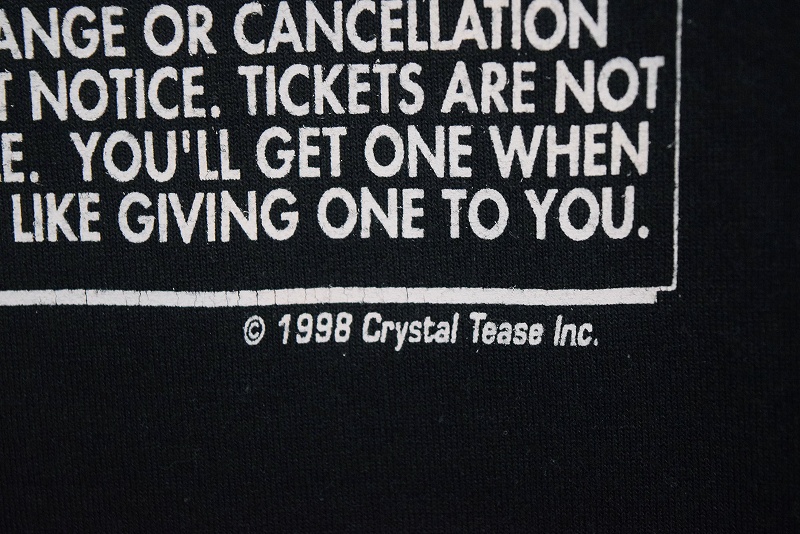 ANGE OR CANCELLATION
T NOTICE. TICKETS ARE NOT
E. YOU'LL GET ONE WHEN
LIKE GIVING ONE TO YOU.
© 1998 Crystal Tease Inc.